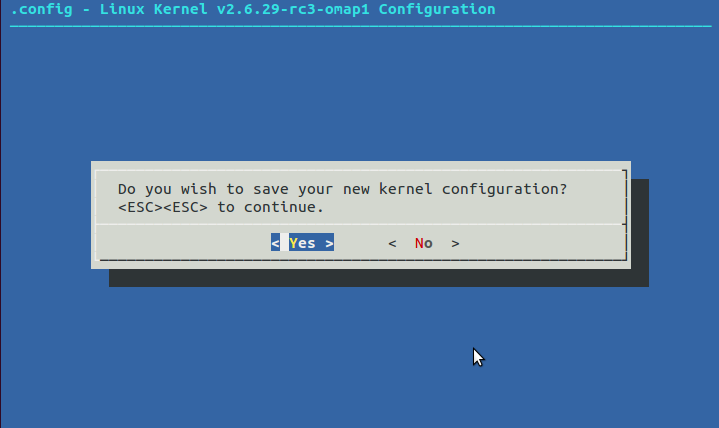 .config - Linux Kernel v2.6.29-rc3-omap1 Configuration
Do you wish to save your new kernel configuration?
<ESC><ESC> to continue.
< Yes > < No >